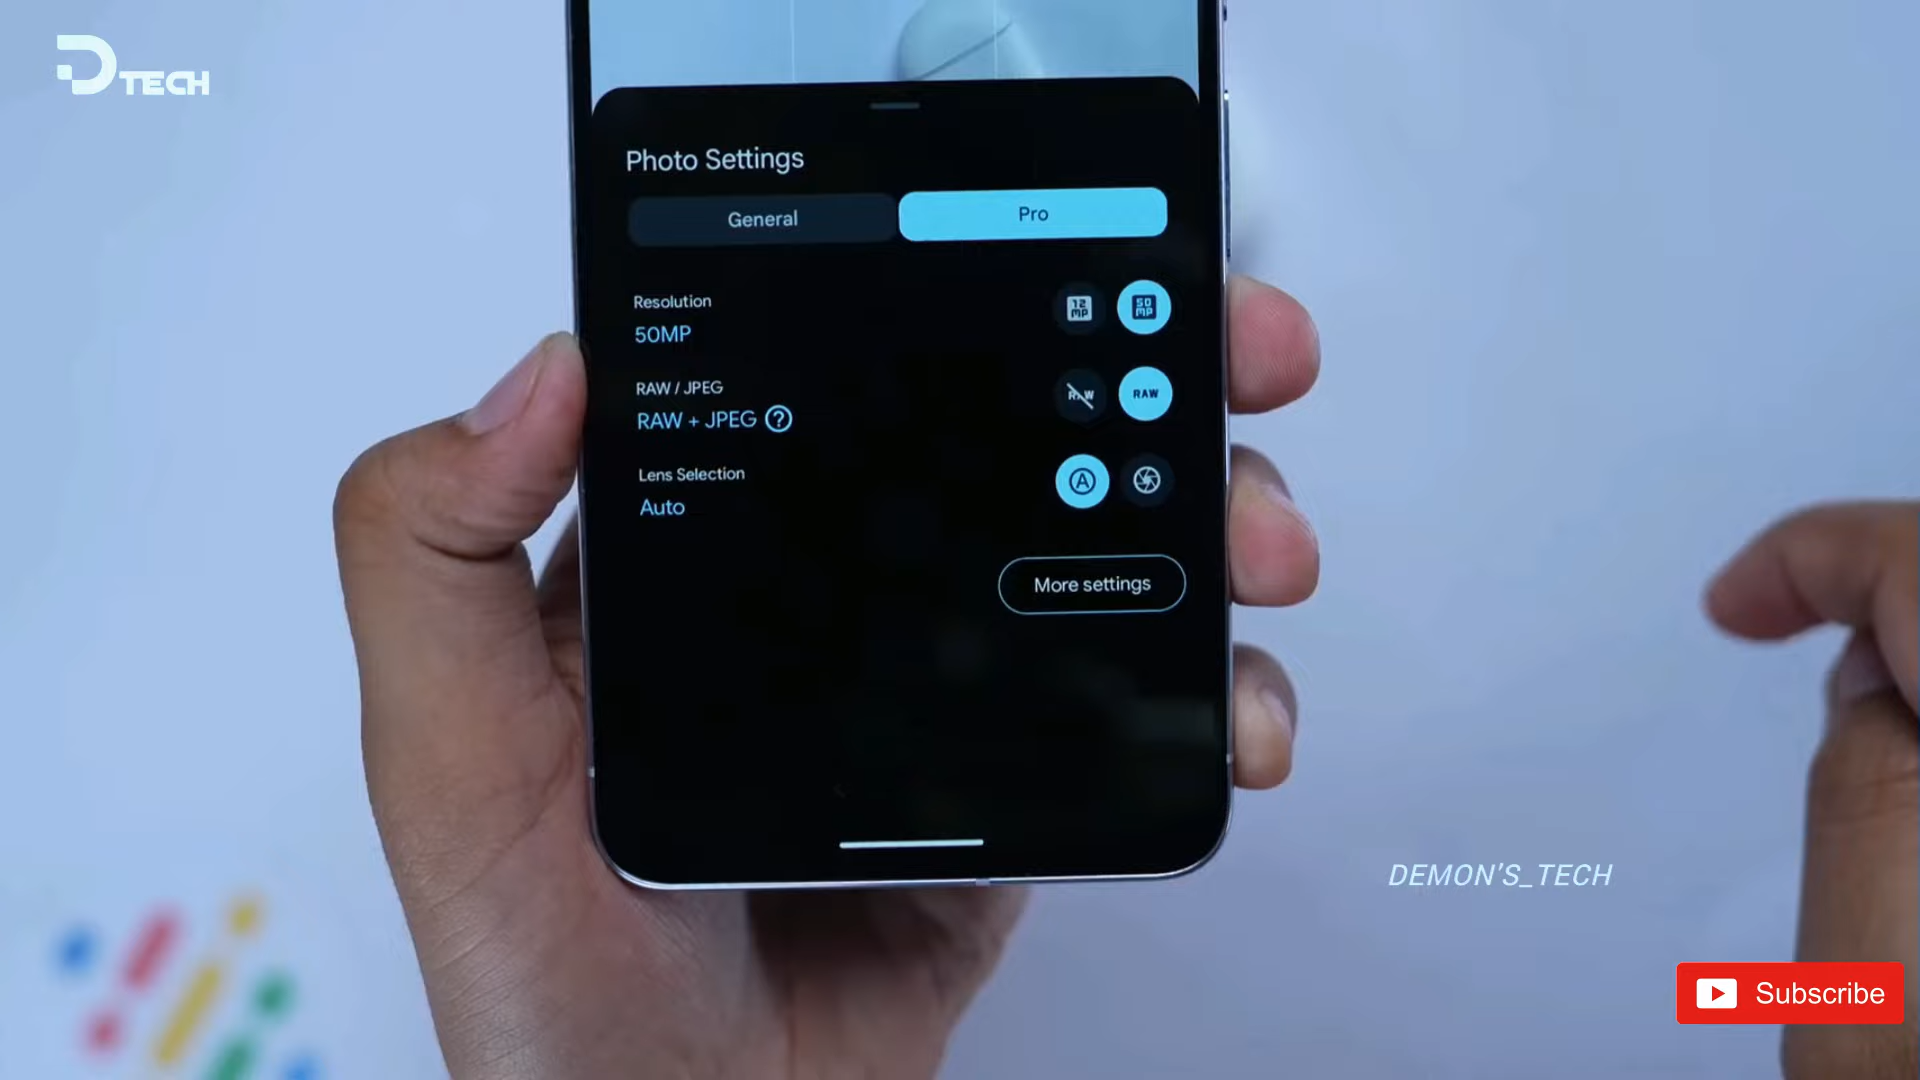 D TECH
Photo Settings
General
Pro
Resolution
12 MP
50 MP
50MP
RAW / JPEG
RAW
RAW
RAW + JPEG ?
Lens Selection
A
Auto
More settings
DEMON'S_TECH
Subscribe